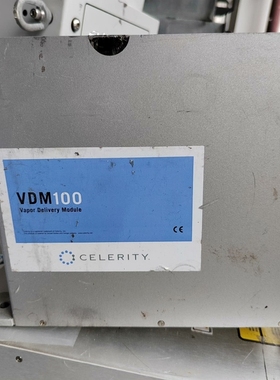 VDM100
Vapor Delivery Module
CE
CELERITY.